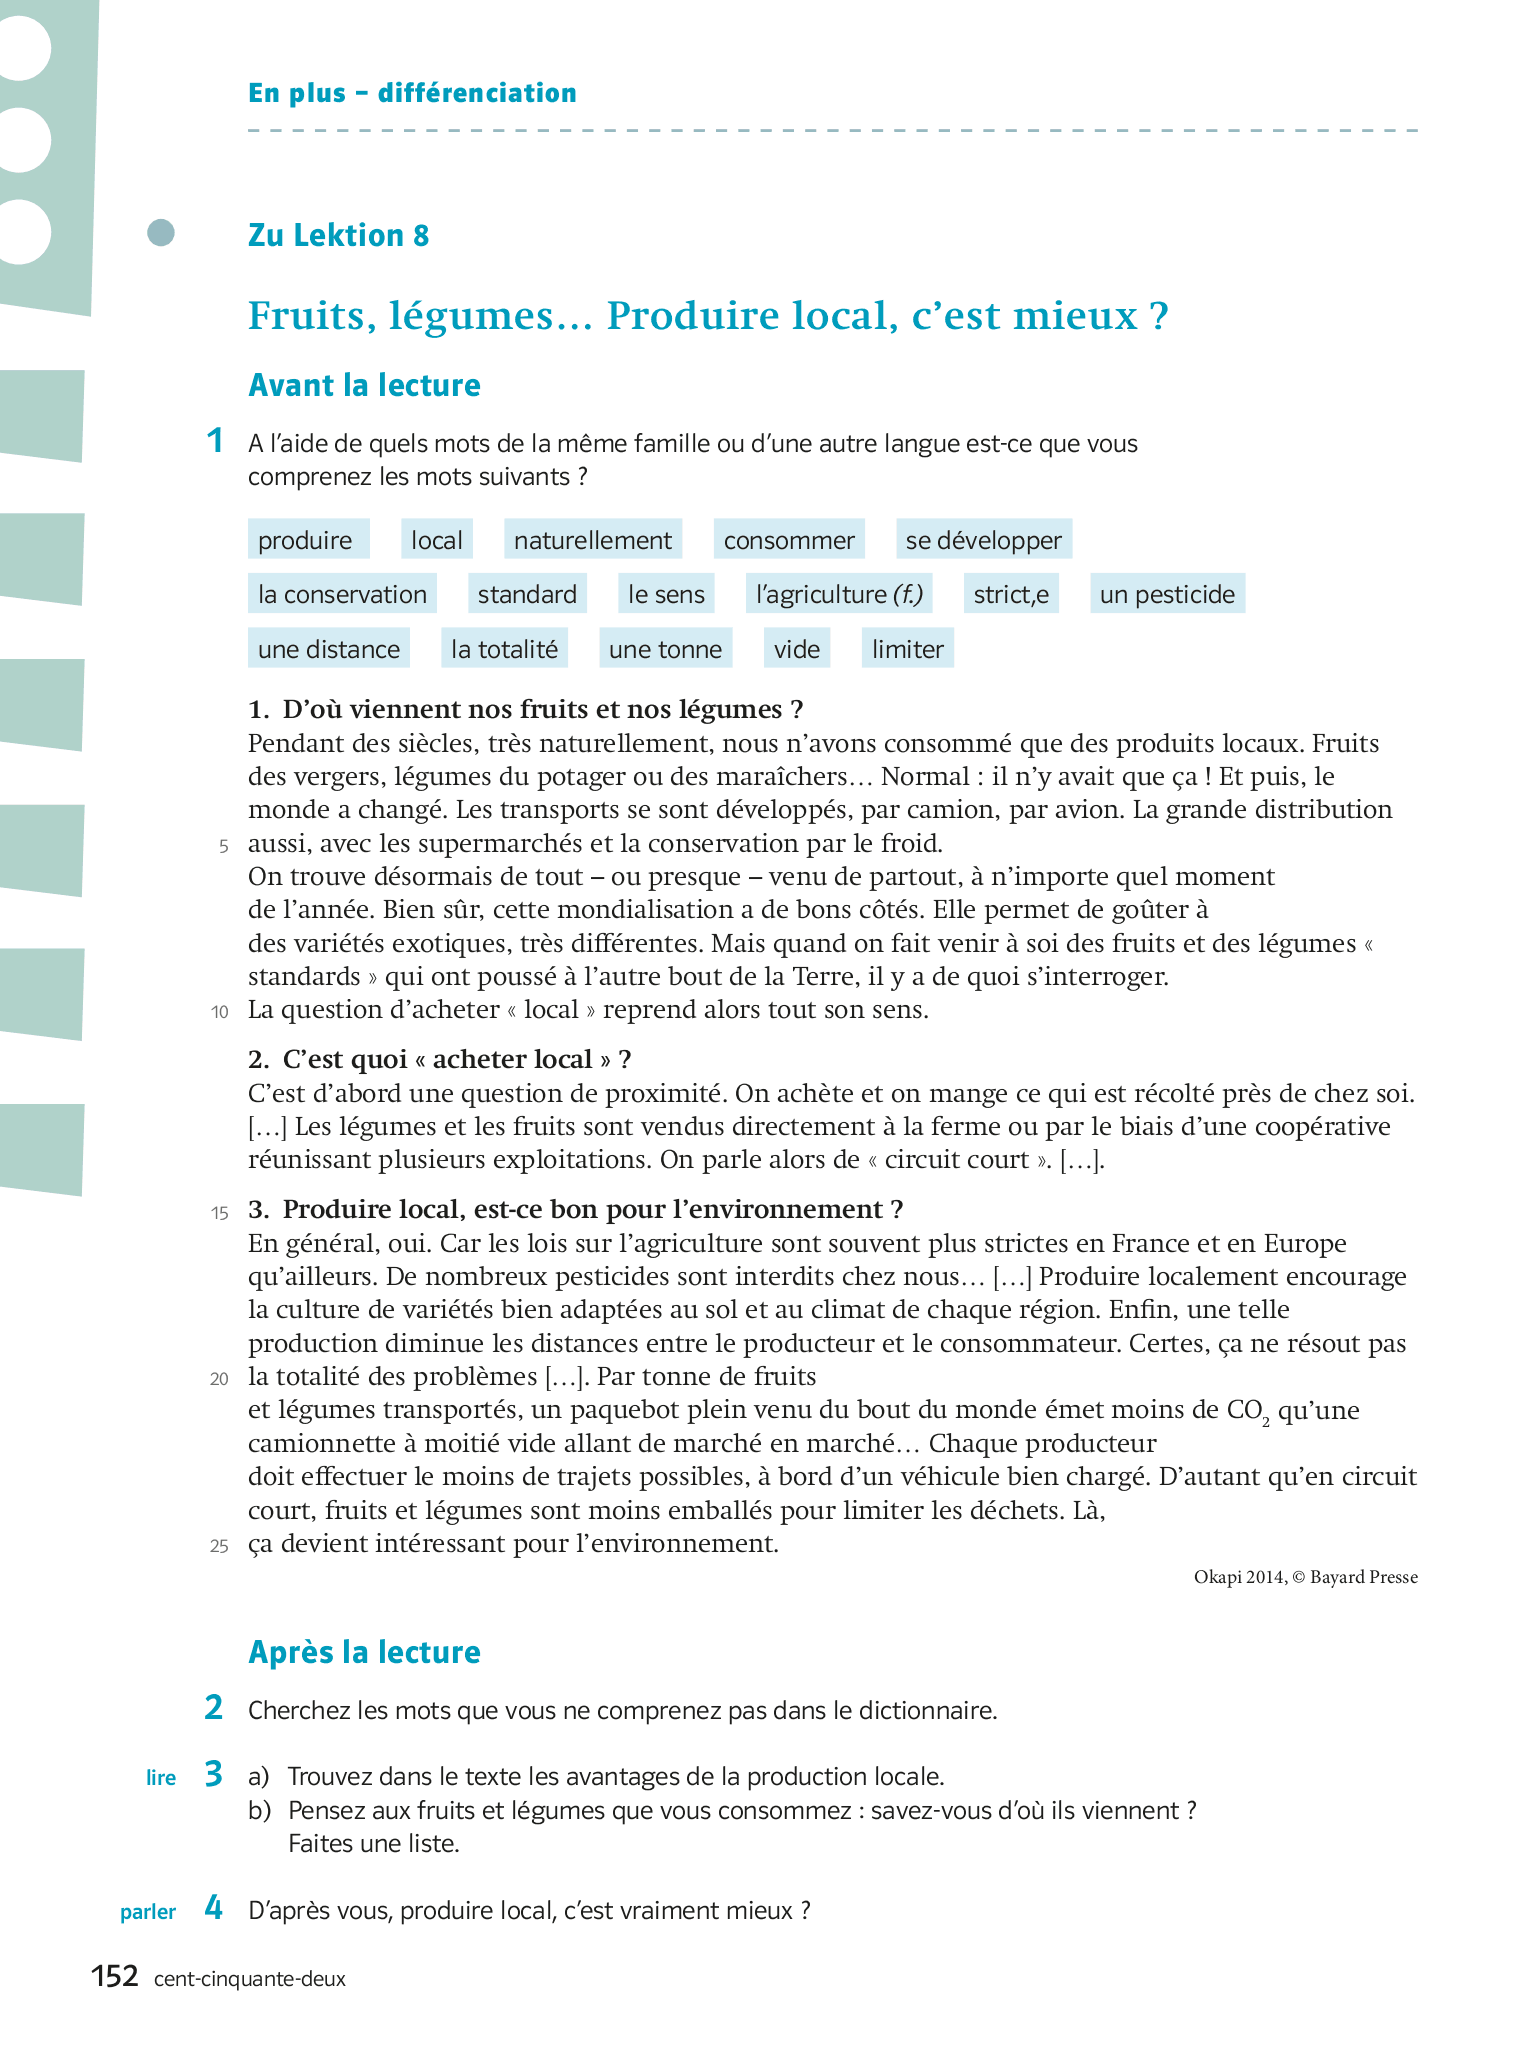 En plus – différenciation
Zu Lektion 8
Fruits, légumes… Produire local, c’est mieux ?
Avant la lecture
1 A l’aide de quels mots de la même famille ou d’une autre langue est-ce que vous
comprenez les mots suivants ?
produire local naturellement consommer se développer
la conservation standard le sens l’agriculture (f.) strict,e un pesticide
une distance la totalité une tonne vide limiter
1. D’où viennent nos fruits et nos légumes ?
Pendant des siècles, très naturellement, nous n’avons consommé que des produits locaux. Fruits
des vergers, légumes du potager ou des maraîchers… Normal : il n’y avait que ça ! Et puis, le
monde a changé. Les transports se sont développés, par camion, par avion. La grande distribution
5 aussi, avec les supermarchés et la conservation par le froid.
On trouve désormais de tout – ou presque – venu de partout, à n’importe quel moment
de l’année. Bien sûr, cette mondialisation a de bons côtés. Elle permet de goûter à
des variétés exotiques, très différentes. Mais quand on fait venir à soi des fruits et des légumes «
standards » qui ont poussé à l’autre bout de la Terre, il y a de quoi s’interroger.
10 La question d’acheter « local » reprend alors tout son sens.
2. C’est quoi « acheter local » ?
C’est d’abord une question de proximité. On achète et on mange ce qui est récolté près de chez soi.
[…] Les légumes et les fruits sont vendus directement à la ferme ou par le biais d’une coopérative
réunissant plusieurs exploitations. On parle alors de « circuit court ». […].
15 3. Produire local, est-ce bon pour l’environnement ?
En général, oui. Car les lois sur l’agriculture sont souvent plus strictes en France et en Europe
qu’ailleurs. De nombreux pesticides sont interdits chez nous… […] Produire localement encourage
la culture de variétés bien adaptées au sol et au climat de chaque région. Enfin, une telle
production diminue les distances entre le producteur et le consommateur. Certes, ça ne résout pas
20 la totalité des problèmes […]. Par tonne de fruits
et légumes transportés, un paquebot plein venu du bout du monde émet moins de CO₂ qu’une
camionnette à moitié vide allant de marché en marché… Chaque producteur
doit effectuer le moins de trajets possibles, à bord d’un véhicule bien chargé. D’autant qu’en circuit
court, fruits et légumes sont moins emballés pour limiter les déchets. Là,
25 ça devient intéressant pour l’environnement.
Okapi 2014, © Bayard Presse
Après la lecture
2 Cherchez les mots que vous ne comprenez pas dans le dictionnaire.
lire 3 a) Trouvez dans le texte les avantages de la production locale.
b) Pensez aux fruits et légumes que vous consommez : savez-vous d’où ils viennent ?
Faites une liste.
parler 4 D’après vous, produire local, c’est vraiment mieux ?
152 cent-cinquante-deux